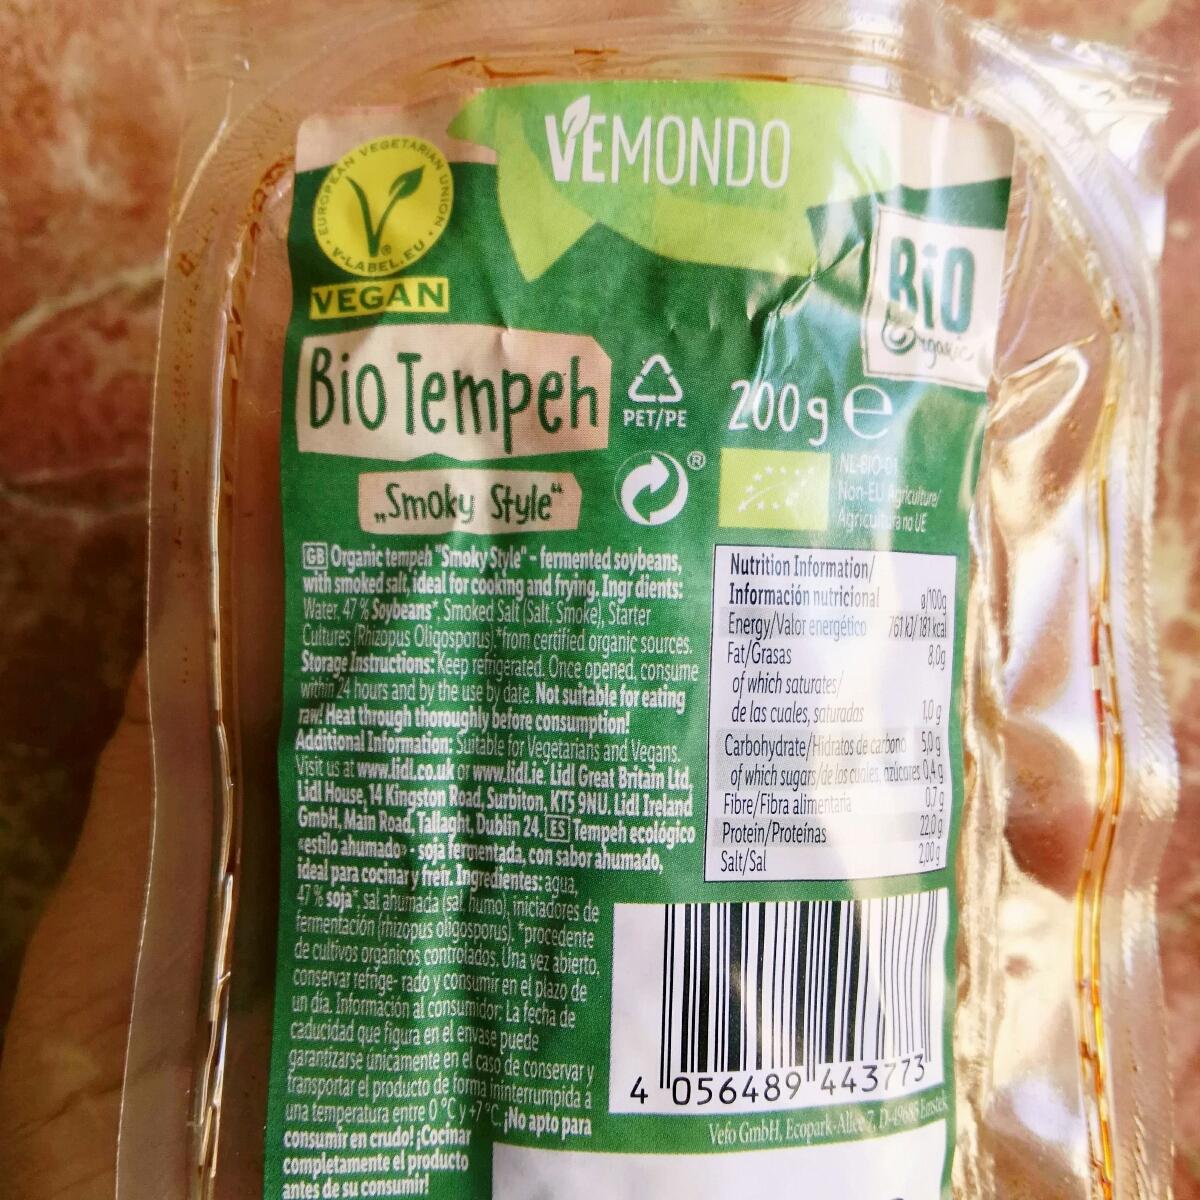 VEMONDO
EUROPEAN VEGETARIAN UNION
V-LABEL.EU
®
VEGAN
BiO
Organic
Bio Tempeh
PET/PE
200g e
„Smoky Style“
®
NL-BIO-01
Non-EU Agriculture/
Agricultura no UE
GB Organic tempeh "Smoky Style" - fermented soybeans,
with smoked salt, ideal for cooking and frying. Ingr dients:
Water, 47 % Soybeans*, Smoked Salt (Salt, Smoke), Starter
Cultures (Rhizopus Oligosporus) *from certified organic sources.
Storage Instructions: Keep refrigerated. Once opened, consume
within 24 hours and by the use by date. Not suitable for eating
raw! Heat through thoroughly before consumption!
Additional Information: Suitable for Vegetarians and Vegans.
Visit us at www.lidl.co.uk or www.lidl.ie. Lidl Great Britain Ltd,
Lidl House, 14 Kingston Road, Surbiton, KT5 9NU. Lidl Ireland
GmbH, Main Road, Tallaght, Dublin 24. ES Tempeh ecológico
«estilo ahumado» - soja fermentada, con sabor ahumado,
ideal para cocinar y freír. Ingredientes: agua,
47 % soja*, sal ahumada (sal, humo), iniciadores de
fermentación (rhizopus oligosporus). *procedente
de cultivos orgánicos controlados. Una vez abierto,
conservar refrige- rado y consumir en el plazo de
un día. Información al consumidor: La fecha de
caducidad que figura en el envase puede
garantizarse únicamente en el caso de conservar y
transportar el producto de forma ininterrumpida a
una temperatura entre 0 °C y +7 °C. ¡No apto para
consumir en crudo! ¡Cocinar
completamente el producto
antes de su consumir!
Nutrition Information/
Información nutricional g/100g
Energy/Valor energético 761 kJ/ 181 kcal
Fat/Grasas 8,0g
of which saturates/
de las cuales, saturadas 1,0 g
Carbohydrate/Hidratos de carbono 5,0 g
of which sugars/de los cuales, azúcares 0,4 g
Fibre/Fibra alimentaria 0,7 g
Protein/Proteínas 22,0 g
Salt/Sal 2,00 g
4 056489 443773
Vefo GmbH, Ecopark-Allee 7, D-49685 Emstek